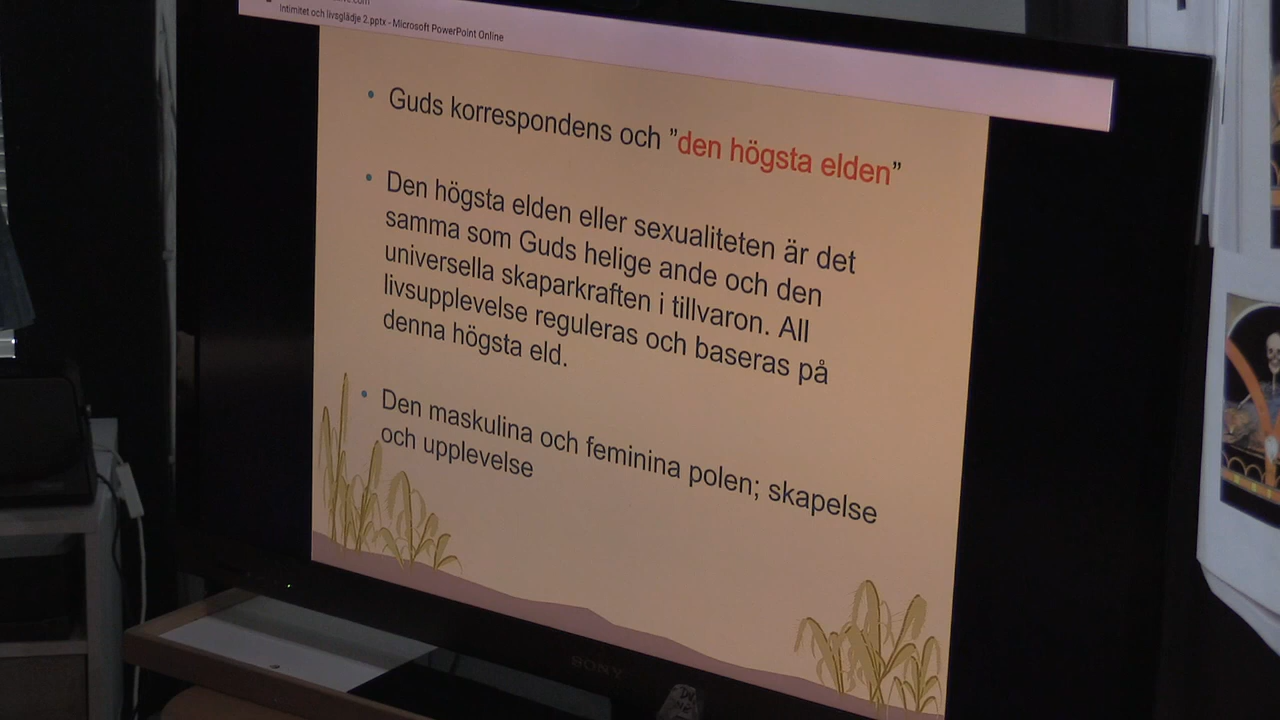 Intimitet och livsglädje 2.pptx - Microsoft PowerPoint Online
Guds korrespondens och ”den högsta elden”
Den högsta elden eller sexualiteten är det
samma som Guds helige ande och den
universella skaparkraften i tillvaron. All
livsupplevelse reguleras och baseras på
denna högsta eld.
Den maskulina och feminina polen; skapelse
och upplevelse
SONY